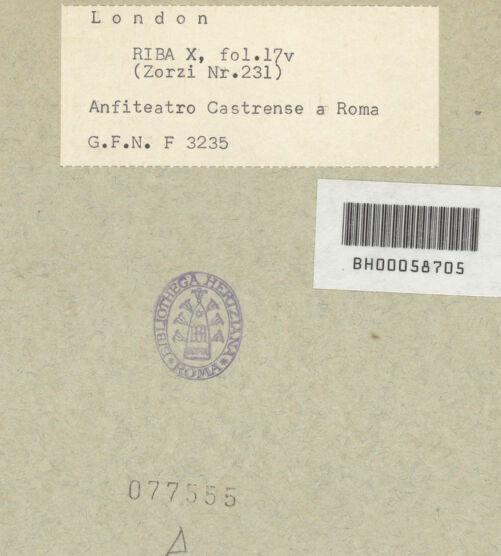 London
RIBA X, fol.17v
(Zorzi Nr.231)
Anfiteatro Castrense a Roma
G.F.N. F 3235
BH00058705
BIBLIOTHECA HERTZIANA
• ROMA •
077555